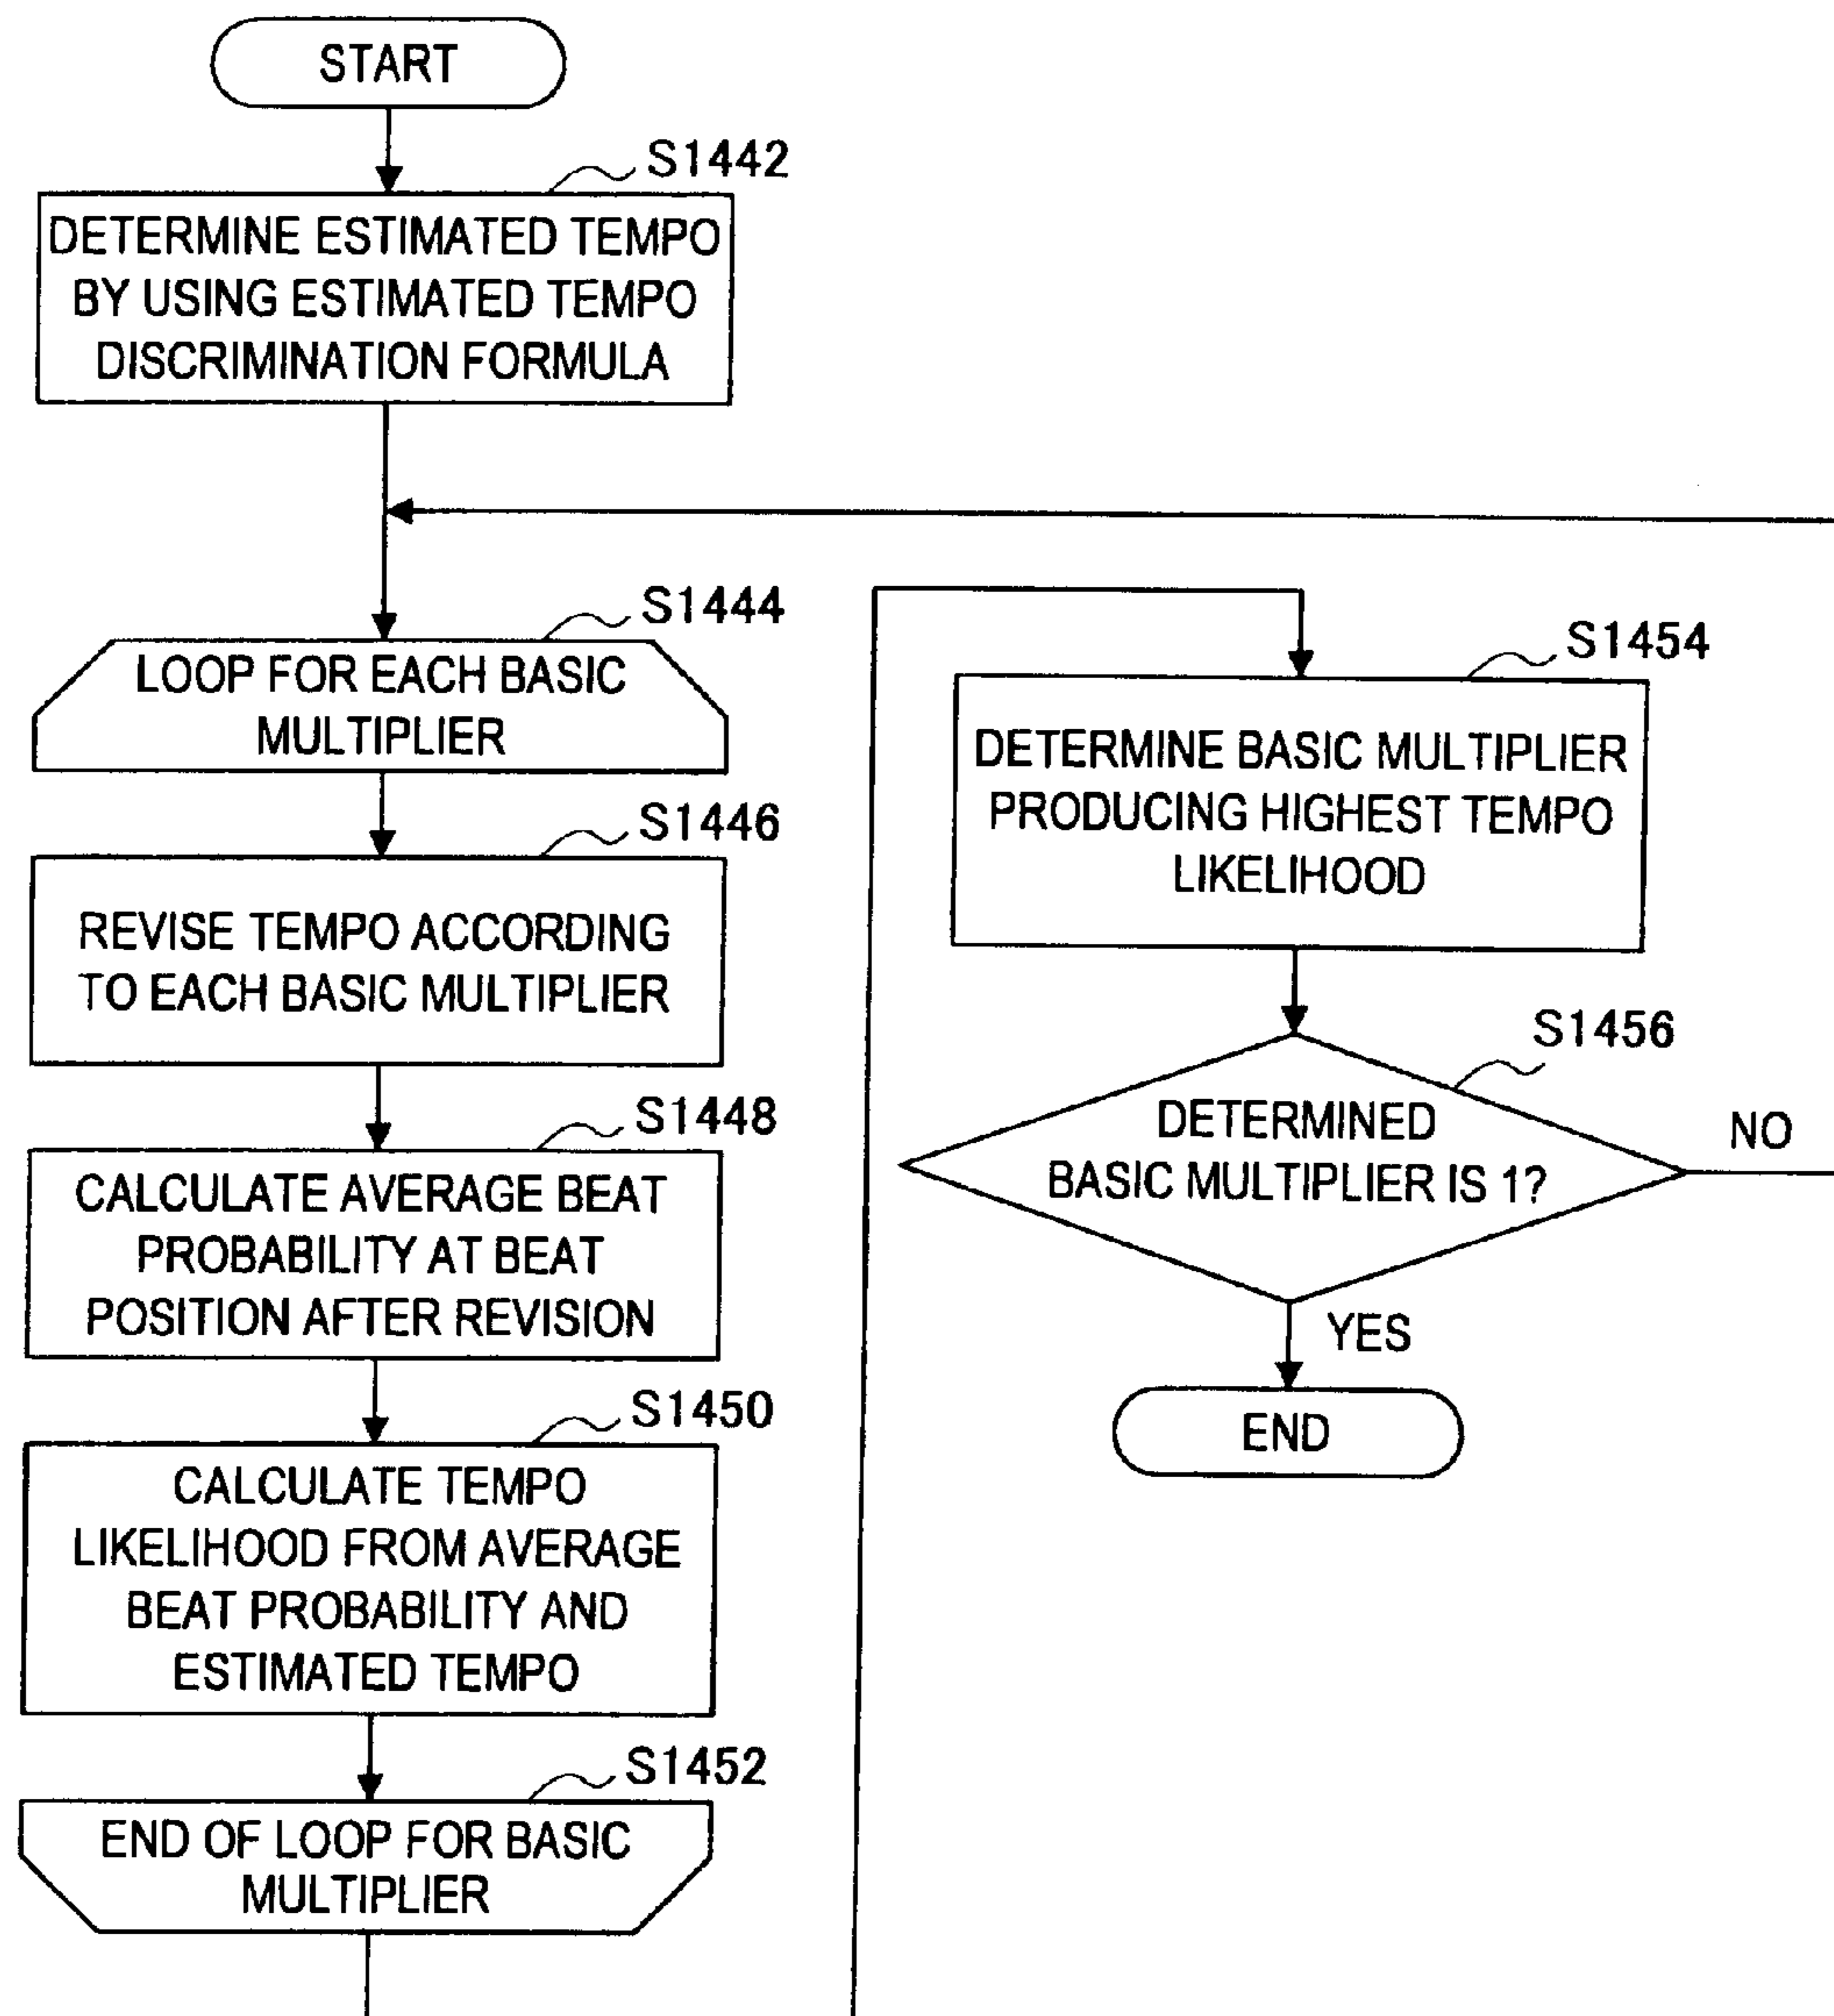 START
S1442
DETERMINE ESTIMATED TEMPO
BY USING ESTIMATED TEMPO
DISCRIMINATION FORMULA
S1444
LOOP FOR EACH BASIC
MULTIPLIER
S1446
REVISE TEMPO ACCORDING
TO EACH BASIC MULTIPLIER
S1448
CALCULATE AVERAGE BEAT
PROBABILITY AT BEAT
POSITION AFTER REVISION
S1450
CALCULATE TEMPO
LIKELIHOOD FROM AVERAGE
BEAT PROBABILITY AND
ESTIMATED TEMPO
S1452
END OF LOOP FOR BASIC
MULTIPLIER
S1454
DETERMINE BASIC MULTIPLIER
PRODUCING HIGHEST TEMPO
LIKELIHOOD
S1456
DETERMINED
BASIC MULTIPLIER IS 1?
NO
YES
END